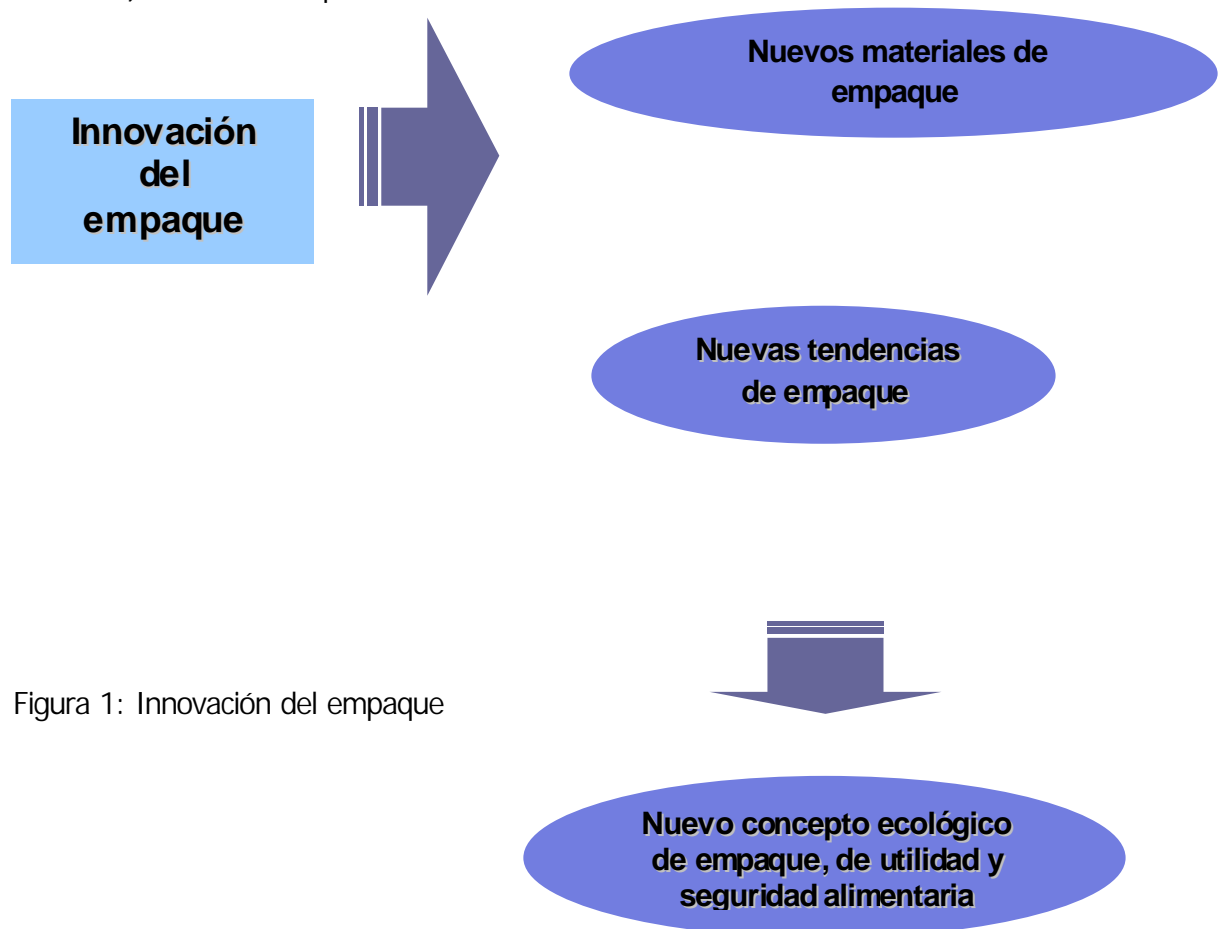 Nuevos materiales de
empaque
Innovación
del
empaque
Nuevas tendencias
de empaque
Figura 1: Innovación del empaque
Nuevo concepto ecológico
de empaque, de utilidad y
seguridad alimentaria